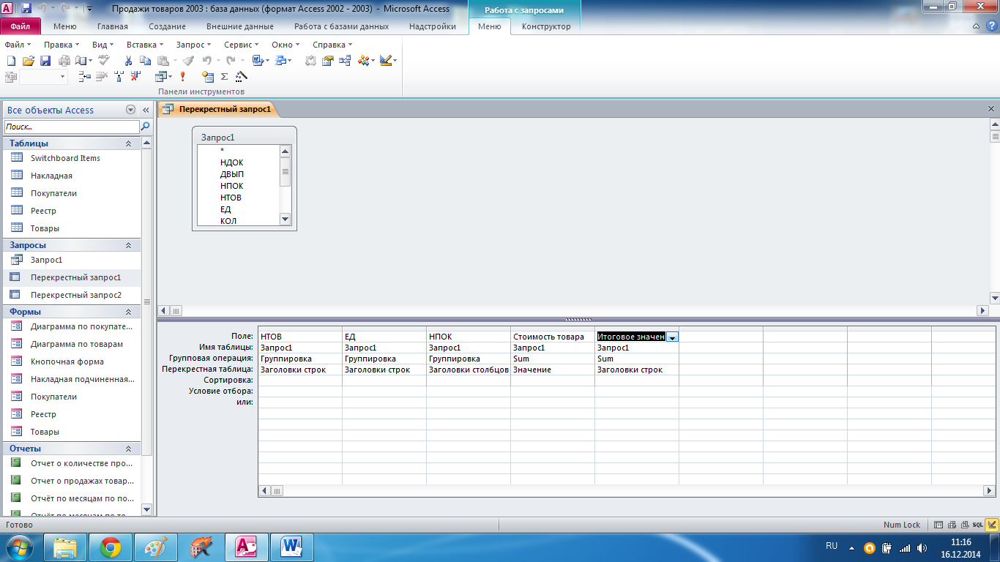 Продажи товаров 2003 : база данных (формат Access 2002 - 2003) - Microsoft Access
Работа с запросами
Файл Меню Главная Создание Внешние данные Работа с базами данных Надстройки Меню Конструктор
Файл Правка Вид Вставка Запрос Сервис Окно Справка
Панели инструментов
Все объекты Access
Поиск...
Таблицы
Switchboard Items
Накладная
Покупатели
Реестр
Товары
Запросы
Запрос1
Перекрестный запрос1
Перекрестный запрос2
Формы
Диаграмма по покупате...
Диаграмма по товарам
Кнопочная форма
Накладная подчиненная...
Покупатели
Реестр
Товары
Отчеты
Отчет о количестве про...
Отчет о продажах товар...
Отчёт по месяцам по по...
Отчёт по месяцам по то...
Перекрестный запрос1
Запрос1
*
НДОК
ДВЫП
НПОК
НТОВ
ЕД
КОЛ
Поле: НТОВ ЕД НПОК Стоимость товара Итоговое значен
Имя таблицы: Запрос1 Запрос1 Запрос1 Запрос1 Запрос1
Групповая операция: Группировка Группировка Группировка Sum Sum
Перекрестная таблица: Заголовки строк Заголовки строк Заголовки столбцов Значение Заголовки строк
Сортировка:
Условие отбора:
или:
Готово
Num Lock
SQL
RU
11:16
16.12.2014